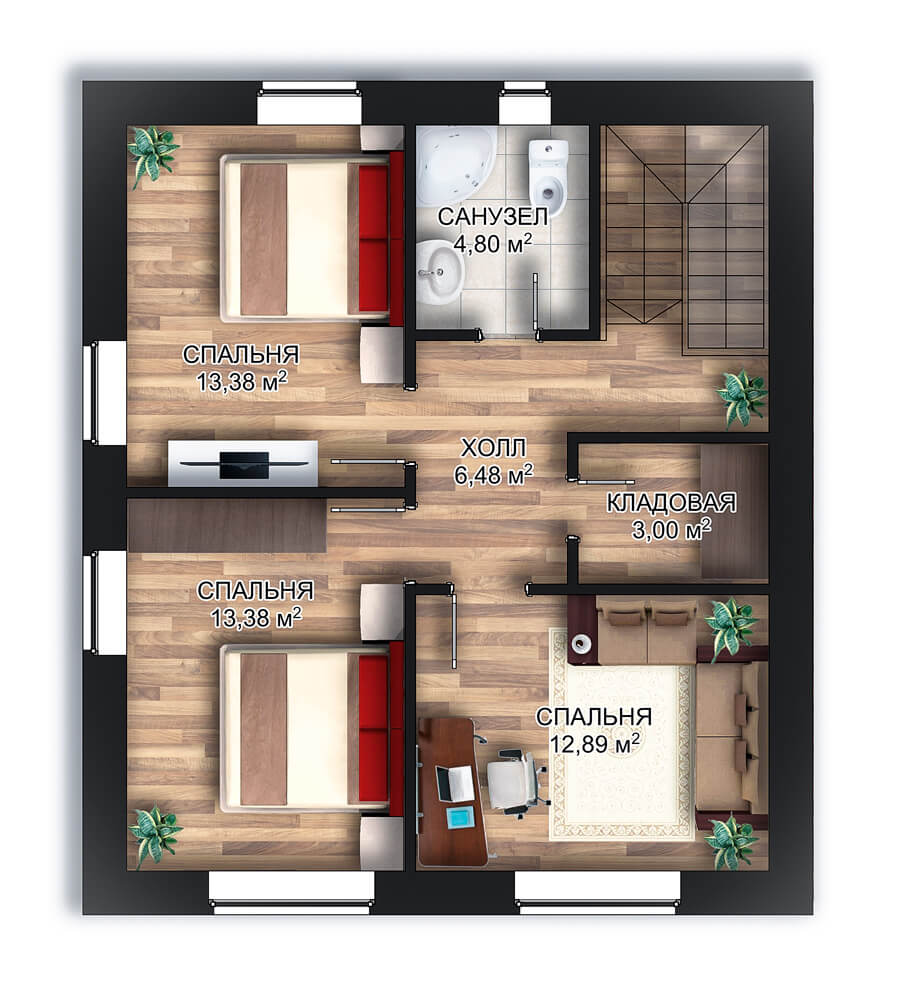 САНУЗЕЛ
4,80 м²
СПАЛЬНЯ
13,38 м²
ХОЛЛ
6,48 м²
КЛАДОВАЯ
3,00 м²
СПАЛЬНЯ
13,38 м²
СПАЛЬНЯ
12,89 м²